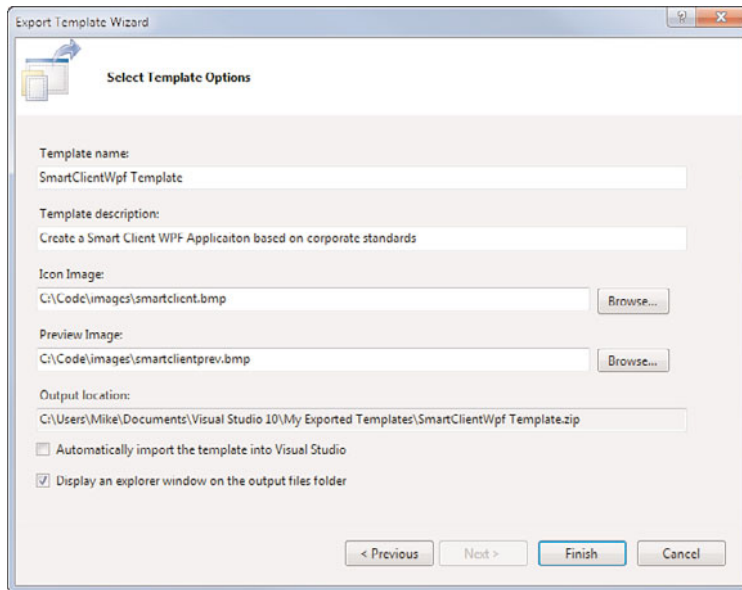 Export Template Wizard
Select Template Options
Template name:
SmartClientWpf Template
Template description:
Create a Smart Client WPF Applicaiton based on corporate standards
Icon Image:
C:\Code\images\smartclient.bmp
Browse...
Preview Image:
C:\Code\images\smartclientprev.bmp
Browse...
Output location:
C:\Users\Mike\Documents\Visual Studio 10\My Exported Templates\SmartClientWpf Template.zip
Automatically import the template into Visual Studio
Display an explorer window on the output files folder
< Previous
Next >
Finish
Cancel